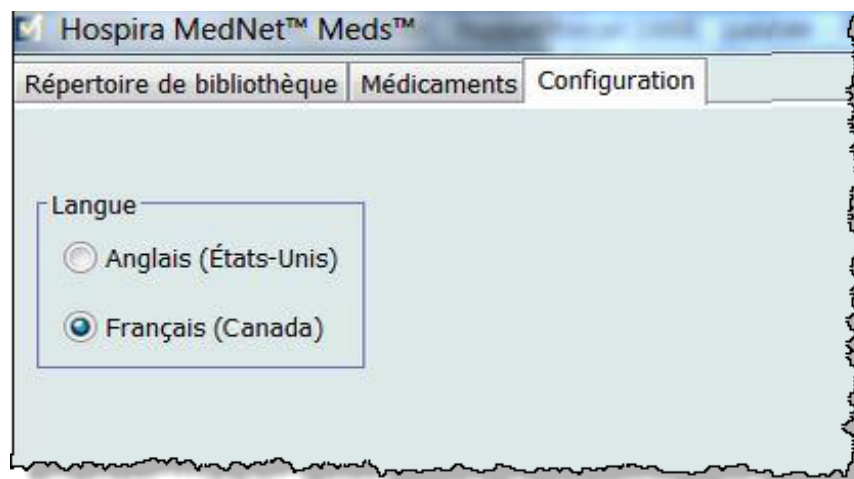 Hospira MedNet™ Meds™
Répertoire de bibliothèque Médicaments Configuration
Langue
Anglais (États-Unis)
Français (Canada)